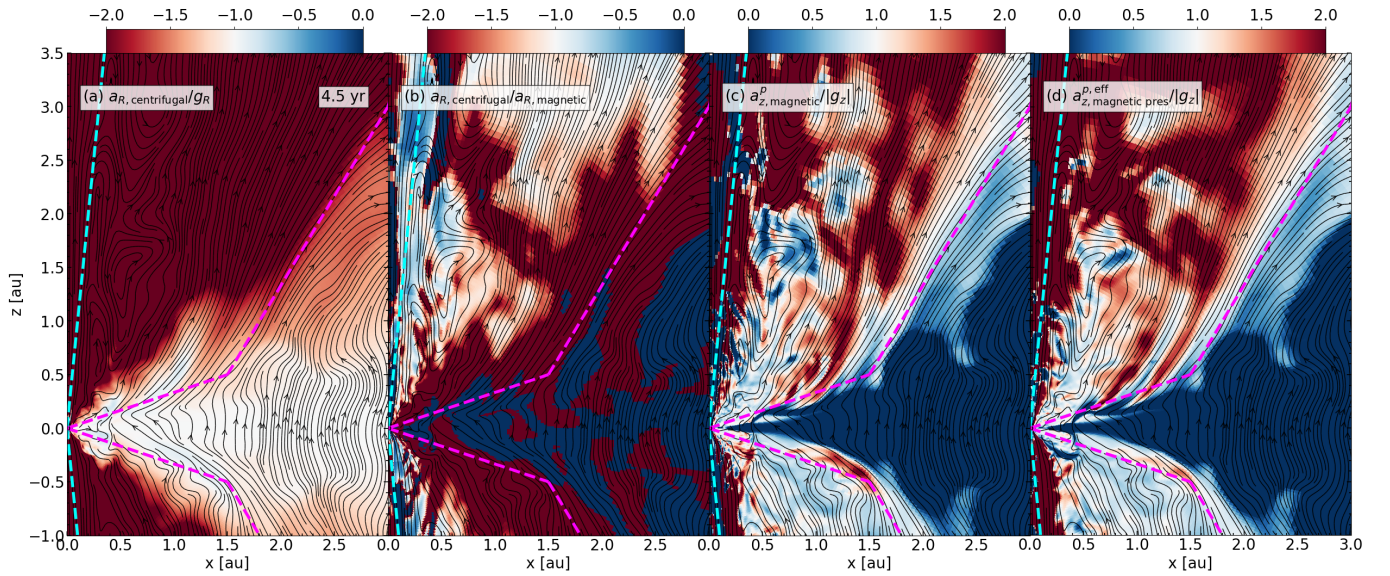 −2.0 −1.5 −1.0 −0.5 0.0
−2.0 −1.5 −1.0 −0.5 0.0
0.0 0.5 1.0 1.5 2.0
0.0 0.5 1.0 1.5 2.0
(a) a_{R, centrifugal}/g_R
4.5 yr
(b) a_{R, centrifugal}/a_{R, magnetic}
(c) a^p_{z, magnetic}/|g_z|
(d) a^{p, eff}_{z, magnetic pres}/|g_z|
3.5
3.0
2.5
2.0
1.5
1.0
0.5
0.0
−0.5
−1.0
z [au]
0.0 0.5 1.0 1.5 2.0 2.5
0.0 0.5 1.0 1.5 2.0 2.5
0.0 0.5 1.0 1.5 2.0 2.5
0.0 0.5 1.0 1.5 2.0 2.5 3.0
x [au]
x [au]
x [au]
x [au]